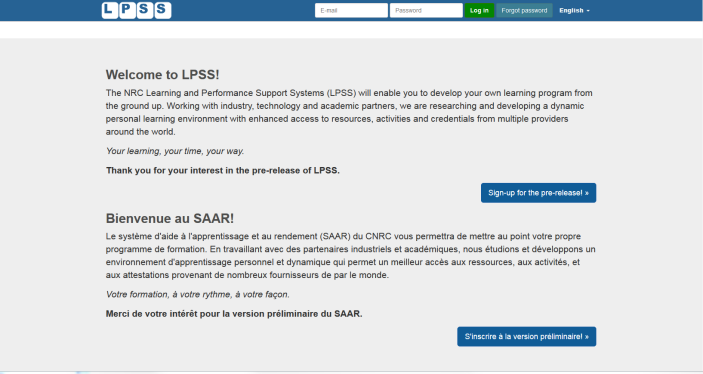 LPSS
E-mail Password Log in Forgot password English
Welcome to LPSS!
The NRC Learning and Performance Support Systems (LPSS) will enable you to develop your own learning program from
the ground up. Working with industry, technology and academic partners, we are researching and developing a dynamic
personal learning environment with enhanced access to resources, activities and credentials from multiple providers
around the world.
Your learning, your time, your way.
Thank you for your interest in the pre-release of LPSS.
Sign-up for the pre-release! »
Bienvenue au SAAR!
Le système d'aide à l'apprentissage et au rendement (SAAR) du CNRC vous permettra de mettre au point votre propre
programme de formation. En travaillant avec des partenaires industriels et académiques, nous étudions et développons un
environnement d'apprentissage personnel et dynamique qui permet un meilleur accès aux ressources, aux activités, et
aux attestations provenant de nombreux fournisseurs de par le monde.
Votre formation, à votre rythme, à votre façon.
Merci de votre intérêt pour la version préliminaire du SAAR.
S'inscrire à la version préliminaire! »